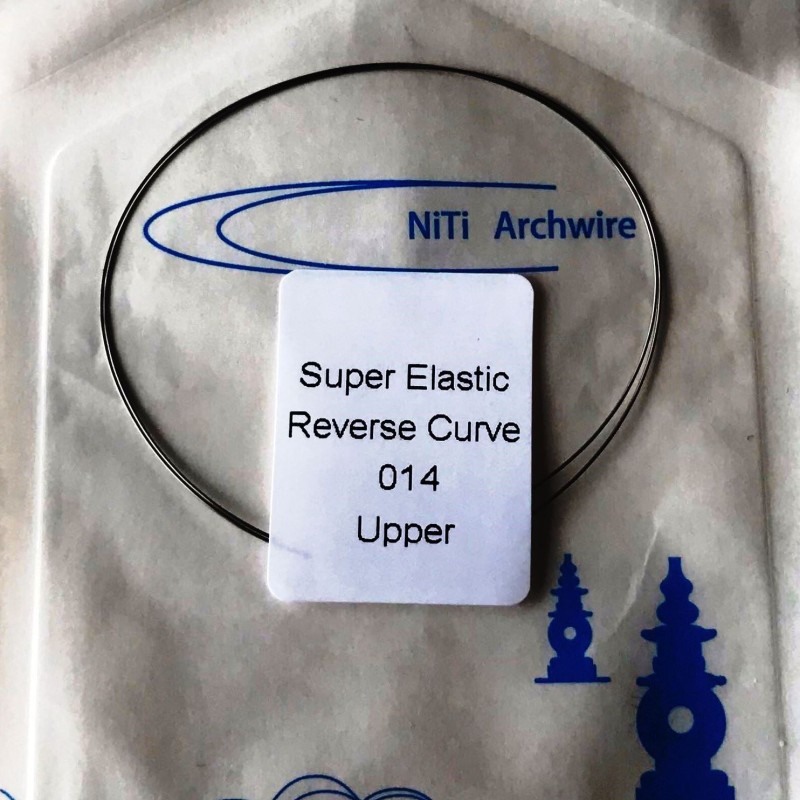 NiTi Archwire
Super Elastic
Reverse Curve
014
Upper